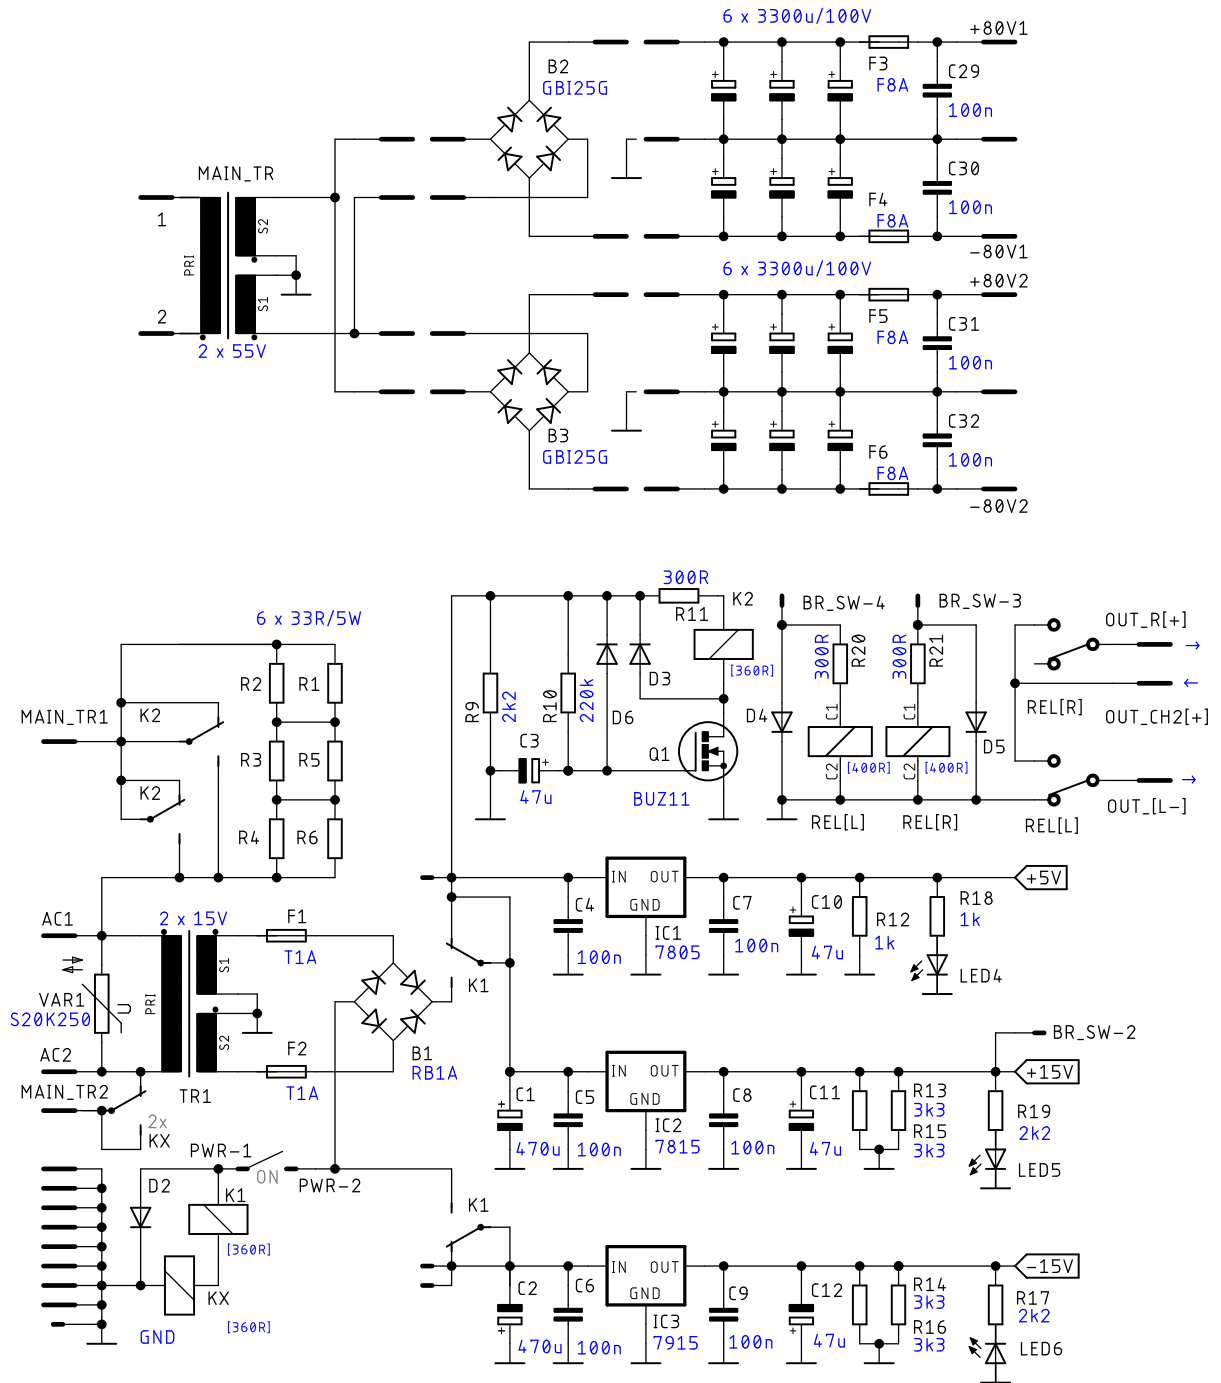 6 x 3300u/100V
+80V1
B2
GBI25G
F3
F8A
C29
100n
MAIN_TR
1
2
PRI
S2
S1
2 x 55V
C30
100n
F4
F8A
-80V1
6 x 3300u/100V
+80V2
F5
F8A
C31
100n
B3
GBI25G
C32
100n
F6
F8A
-80V2
6 x 33R/5W
R2
R1
R3
R5
R4
R6
MAIN_TR1
K2
K2
300R
R11
K2
[360R]
R9
2k2
R10
220k
D6
D3
C3
47u
Q1
BUZ11
BR_SW-4
BR_SW-3
300R
R20
300R
R21
D4
C1
C2
[400R]
C1
C2
[400R]
D5
REL[L]
REL[R]
OUT_R[+]
→
←
REL[R]
OUT_CH2[+]
→
OUT_[L-]
REL[L]
AC1
2 x 15V
F1
T1A
VAR1
S20K250
U
PRI
S1
S2
AC2
F2
T1A
TR1
B1
RB1A
MAIN_TR2
2x
KX
K1
C4
100n
IN
OUT
GND
IC1
7805
C7
100n
C10
47u
R12
1k
R18
1k
LED4
+5V
BR_SW-2
C1
470u
C5
100n
IN
OUT
GND
IC2
7815
C8
100n
C11
47u
R13
3k3
R15
3k3
R19
2k2
LED5
+15V
PWR-1
ON
PWR-2
D2
K1
[360R]
KX
[360R]
GND
K1
C2
470u
C6
100n
IN
OUT
GND
IC3
7915
C9
100n
C12
47u
R14
3k3
R16
3k3
R17
2k2
LED6
-15V